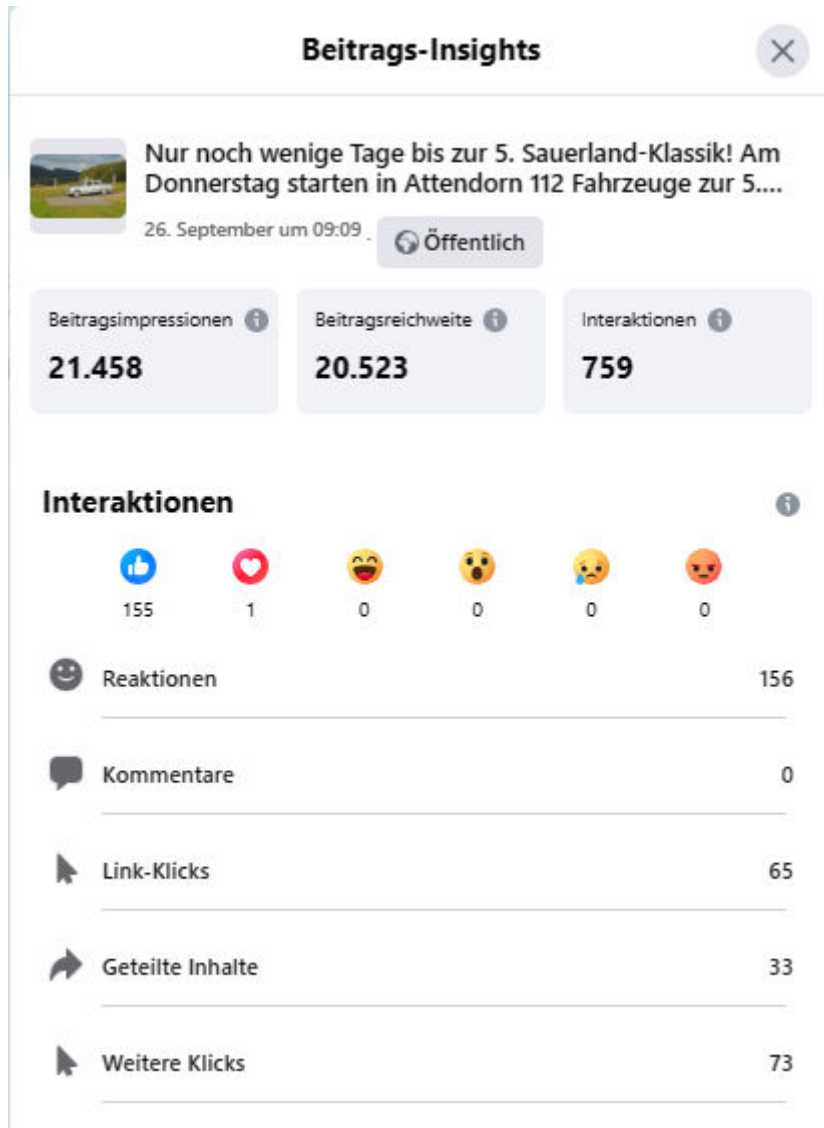 Beitrags-Insights
Nur noch wenige Tage bis zur 5. Sauerland-Klassik! Am
Donnerstag starten in Attendorn 112 Fahrzeuge zur 5....
26. September um 09:09 .
Öffentlich
Beitragsimpressionen
21.458
Beitragsreichweite
20.523
Interaktionen
759
Interaktionen
155 1 0 0 0 0
Reaktionen 156
Kommentare 0
Link-Klicks 65
Geteilte Inhalte 33
Weitere Klicks 73